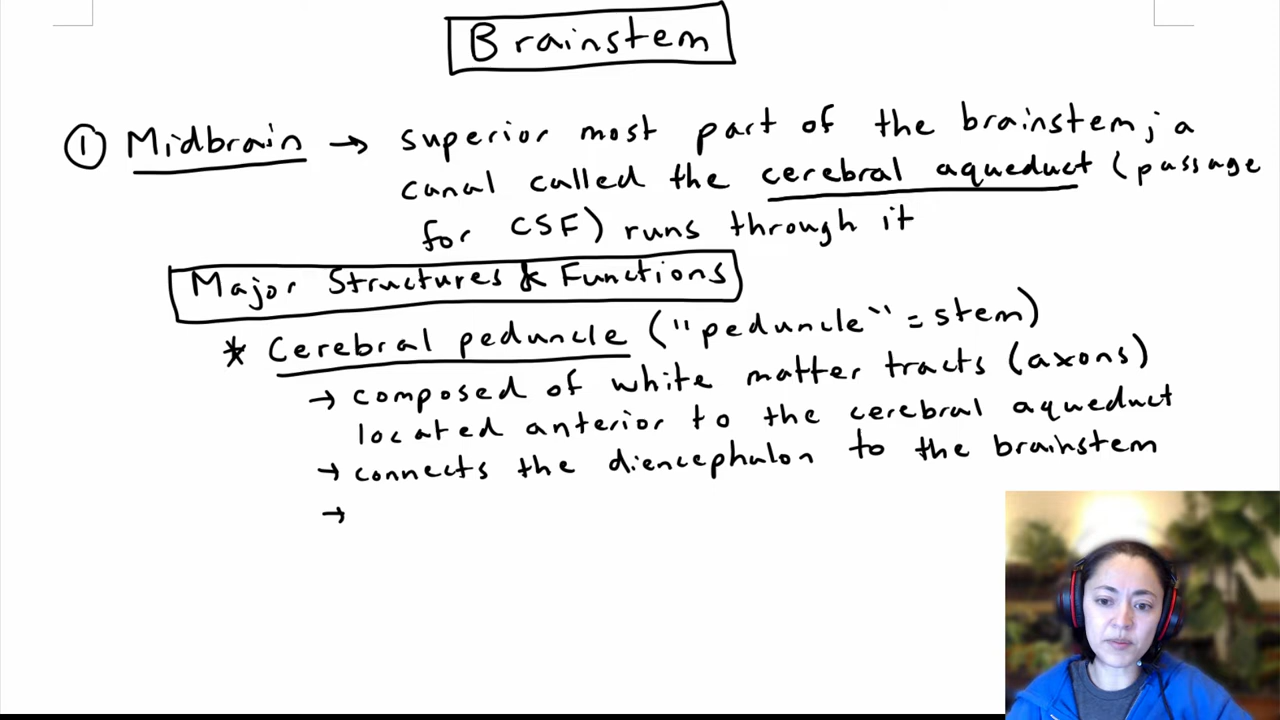 Brainstem
① Midbrain → superior most part of the brainstem; a
canal called the cerebral aqueduct (passage
for CSF) runs through it
Major Structures & Functions
* Cerebral peduncle ("peduncle" = stem)
→ composed of white matter tracts (axons)
located anterior to the cerebral aqueduct
→ connects the diencephalon to the brainstem
→